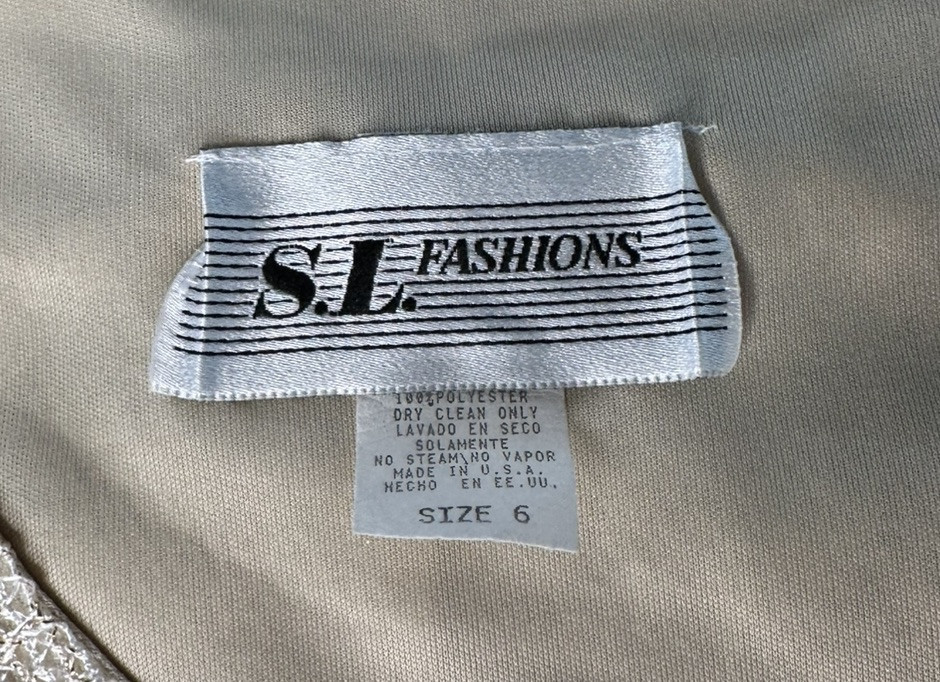 S.L. FASHIONS
100% POLYESTER
DRY CLEAN ONLY
LAVADO EN SECO
SOLAMENTE
NO STEAM\NO VAPOR
MADE IN U.S.A.
HECHO EN EE.UU.
SIZE 6